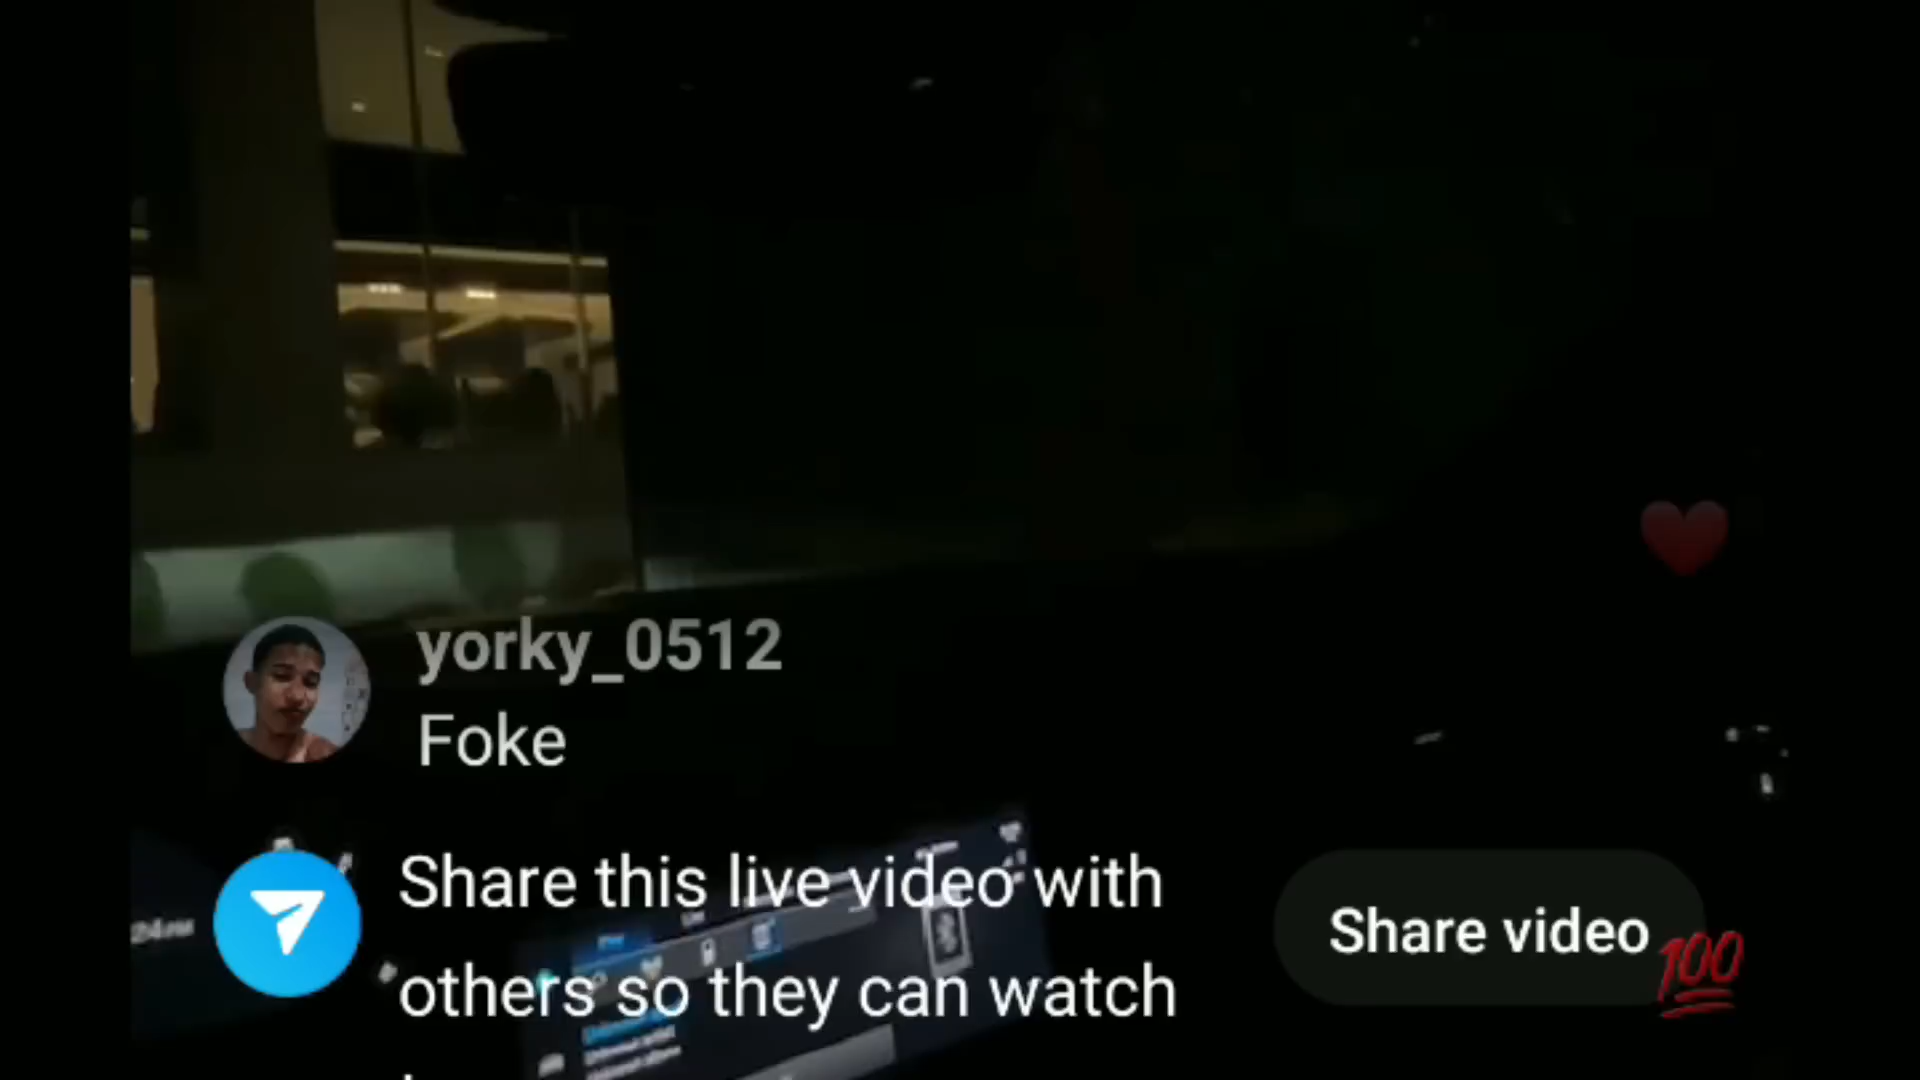 yorky_0512
Foke
Share this live video with
others so they can watch
Share video